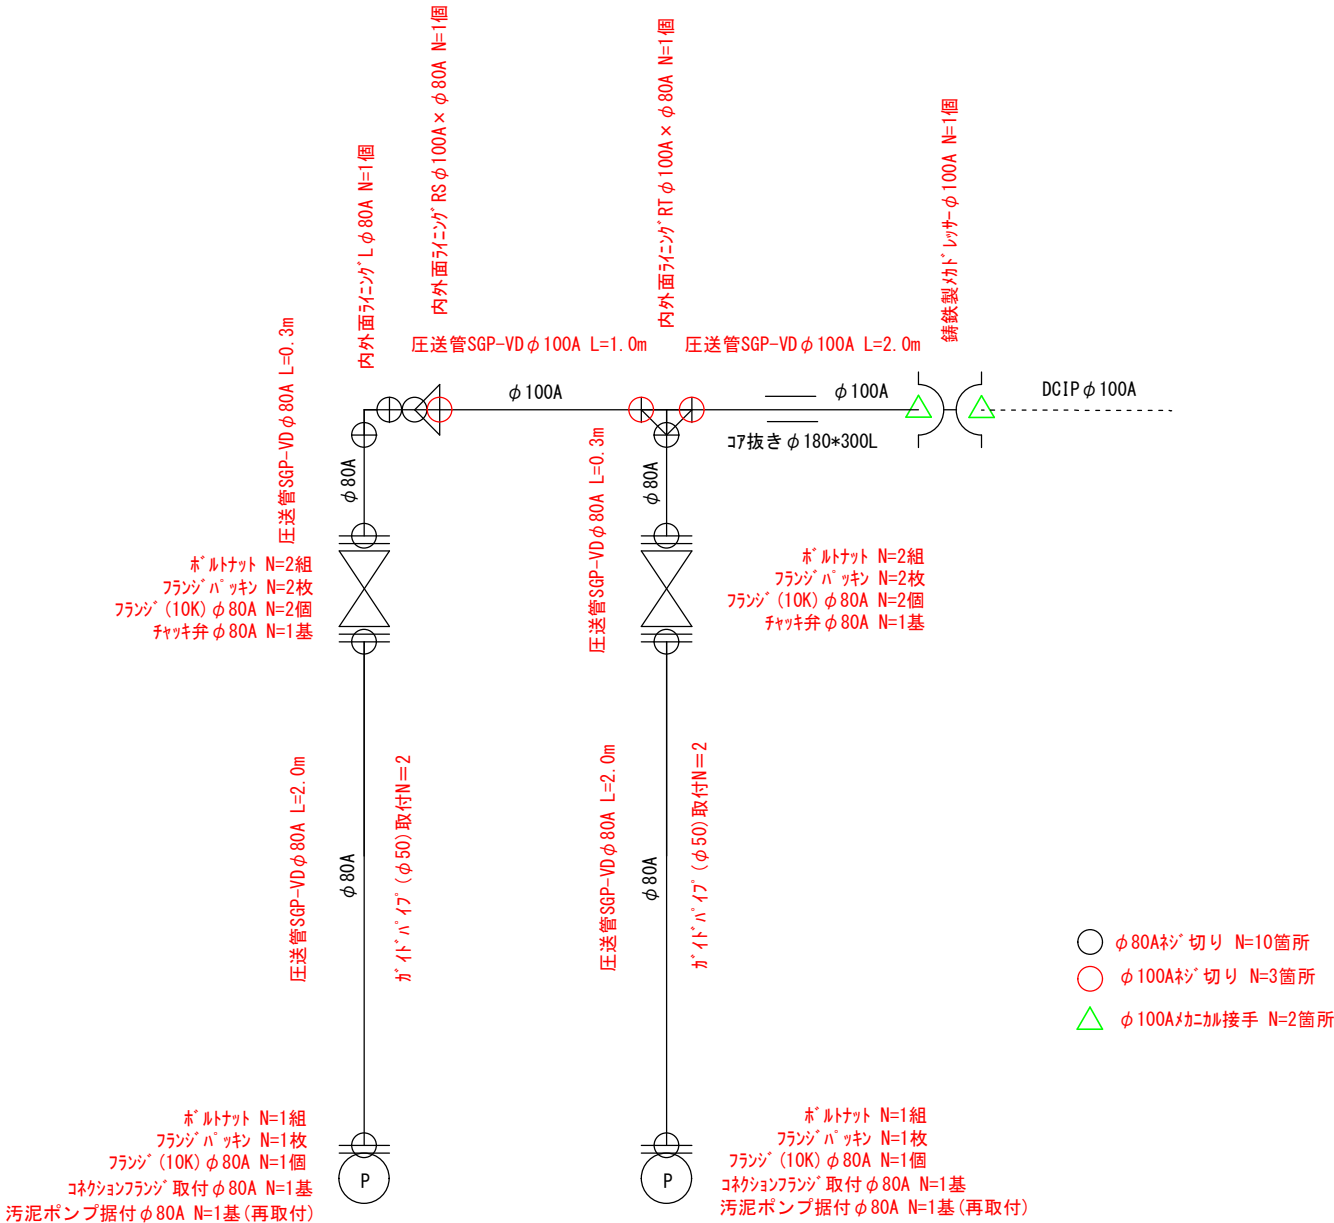 内外面ﾗｲﾆﾝｸﾞLφ80A N=1個
内外面ﾗｲﾆﾝｸﾞRSφ100A×φ80A N=1個
内外面ﾗｲﾆﾝｸﾞRTφ100A×φ80A N=1個
鋳鉄製ﾒｶﾄﾞﾚｯｻｰφ100A N=1個
圧送管SGP-VDφ100A L=1.0m
圧送管SGP-VDφ100A L=2.0m
圧送管SGP-VDφ80A L=0.3m
φ100A
φ100A
DCIPφ100A
ｺｱ抜きφ180*300L
φ80A
圧送管SGP-VDφ80A L=0.3m
φ80A
ﾎﾞﾙﾄﾅｯﾄ N=2組
ﾌﾗﾝｼﾞﾊﾟｯｷﾝ N=2枚
ﾌﾗﾝｼﾞ(10K)φ80A N=2個
ﾁｬｯｷ弁φ80A N=1基
ﾎﾞﾙﾄﾅｯﾄ N=2組
ﾌﾗﾝｼﾞﾊﾟｯｷﾝ N=2枚
ﾌﾗﾝｼﾞ(10K)φ80A N=2個
ﾁｬｯｷ弁φ80A N=1基
圧送管SGP-VDφ80A L=2.0m
φ80A
ｶﾞｲﾄﾞﾊﾟｲﾌﾟ(φ50)取付N＝2
圧送管SGP-VDφ80A L=2.0m
φ80A
ｶﾞｲﾄﾞﾊﾟｲﾌﾟ(φ50)取付N＝2
φ80Aﾈｼﾞ切り N=10箇所
φ100Aﾈｼﾞ切り N=3箇所
φ100Aﾒｶﾆｶﾙ接手 N=2箇所
ﾎﾞﾙﾄﾅｯﾄ N=1組
ﾌﾗﾝｼﾞﾊﾟｯｷﾝ N=1枚
ﾌﾗﾝｼﾞ(10K)φ80A N=1個
ｺﾈｸｼｮﾝﾌﾗﾝｼﾞ取付φ80A N=1基
汚泥ポンプ据付φ80A N=1基(再取付)
P
ﾎﾞﾙﾄﾅｯﾄ N=1組
ﾌﾗﾝｼﾞﾊﾟｯｷﾝ N=1枚
ﾌﾗﾝｼﾞ(10K)φ80A N=1個
ｺﾈｸｼｮﾝﾌﾗﾝｼﾞ取付φ80A N=1基
汚泥ポンプ据付φ80A N=1基(再取付)
P